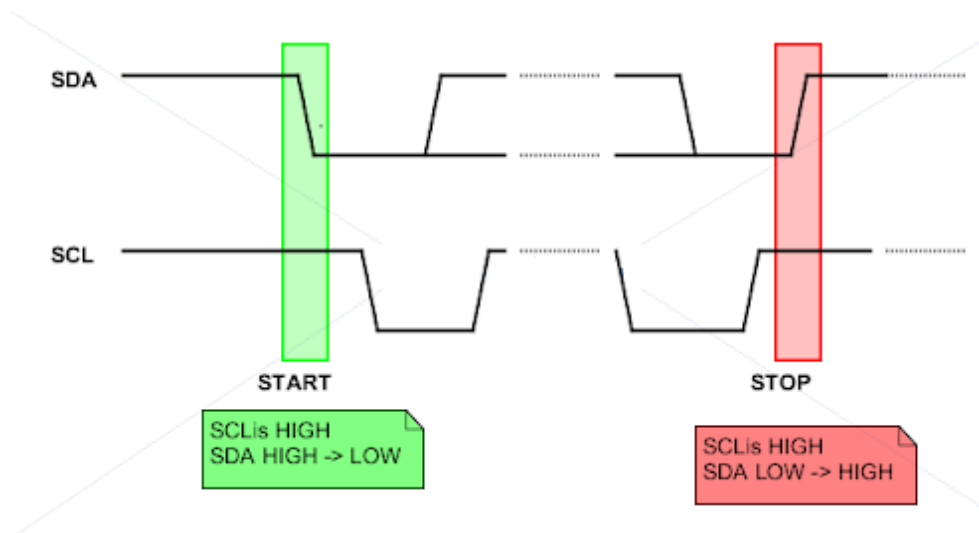 SDA
SCL
START
STOP
SCLis HIGH
SDA HIGH -> LOW
SCLis HIGH
SDA LOW -> HIGH